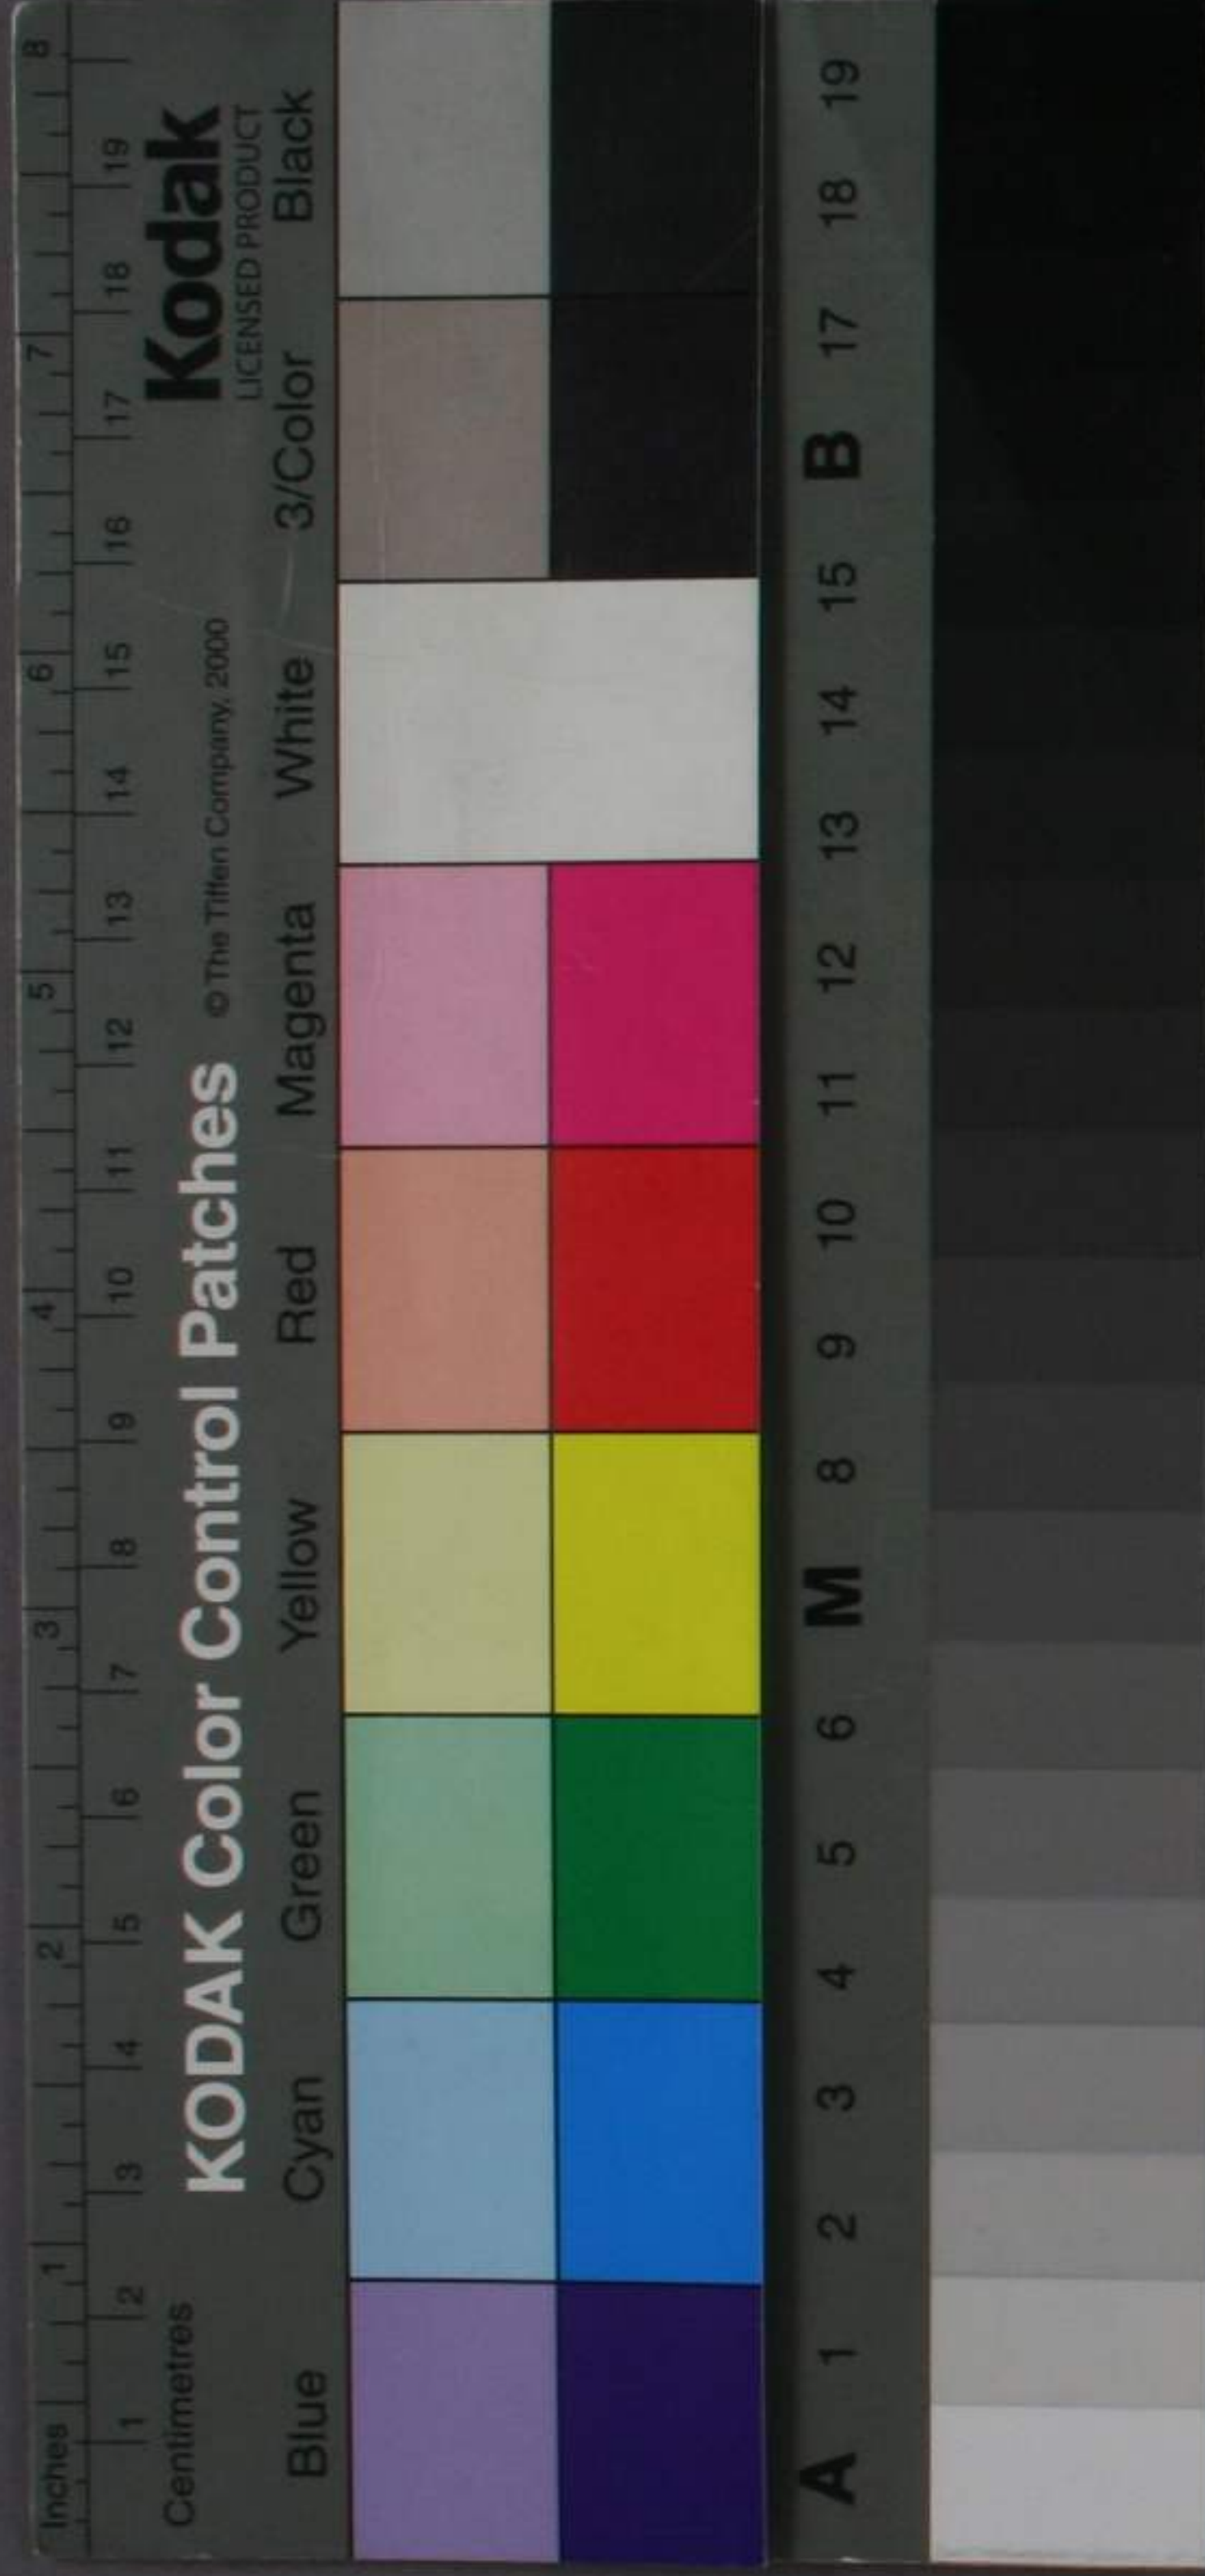 Inches 1 2 3 4 5 6 7 8
Centimetres 1 2 3 4 5 6 7 8 9 10 11 12 13 14 15 16 17 18 19
KODAK Color Control Patches © The Tiffen Company, 2000 Kodak
LICENSED PRODUCT
Blue Cyan Green Yellow Red Magenta White 3/Color Black
A 1 2 3 4 5 6 M 8 9 10 11 12 13 14 15 B 17 18 19